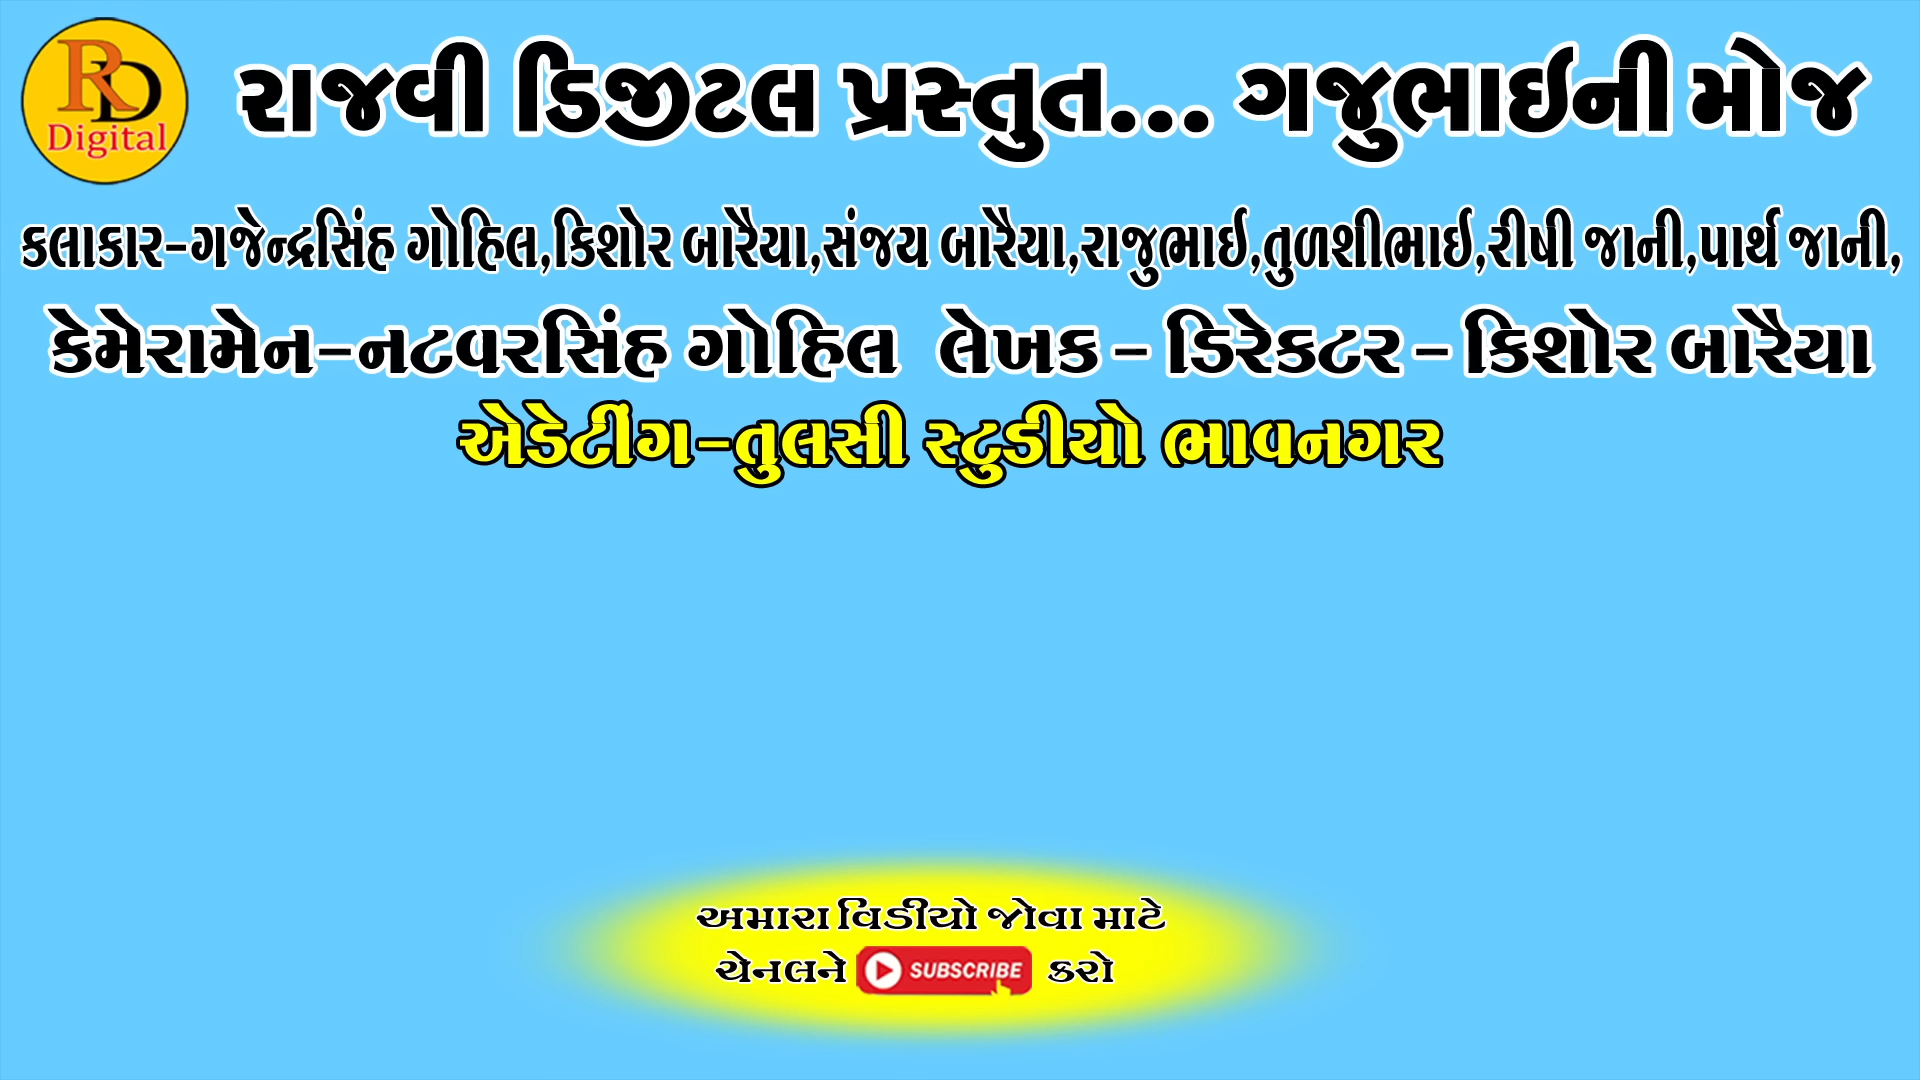 RD
Digital
રાજવી ડિજીટલ પ્રસ્તુત... ગજુભાઇની મોજ
કલાકાર-ગજેન્દ્રસિંહ ગોહિલ,કિશોર બારૈયા,સંજય બારૈયા,રાજુભાઇ,તુળશીભાઇ,રીષી જાની,પાર્થ જાની,
કેમેરામેન-નટવરસિંહ ગોહિલ લેખક - ડિરેક્ટર - કિશોર બારૈયા
એડેટીંગ-તુલસી સ્ટુડીયો ભાવનગર
અમારા વિડીયો જોવા માટે
ચેનલને SUBSCRIBE કરો